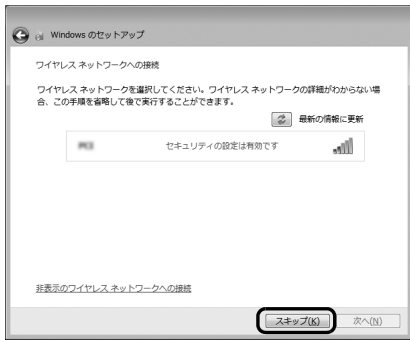 Windows のセットアップ
ワイヤレス ネットワークへの接続
ワイヤレス ネットワークを選択してください。ワイヤレス ネットワークの詳細がわからない場
合、この手順を省略して後で実行することができます。
最新の情報に更新
セキュリティの設定は有効です
非表示のワイヤレス ネットワークへの接続
スキップ(K) 次へ(N)